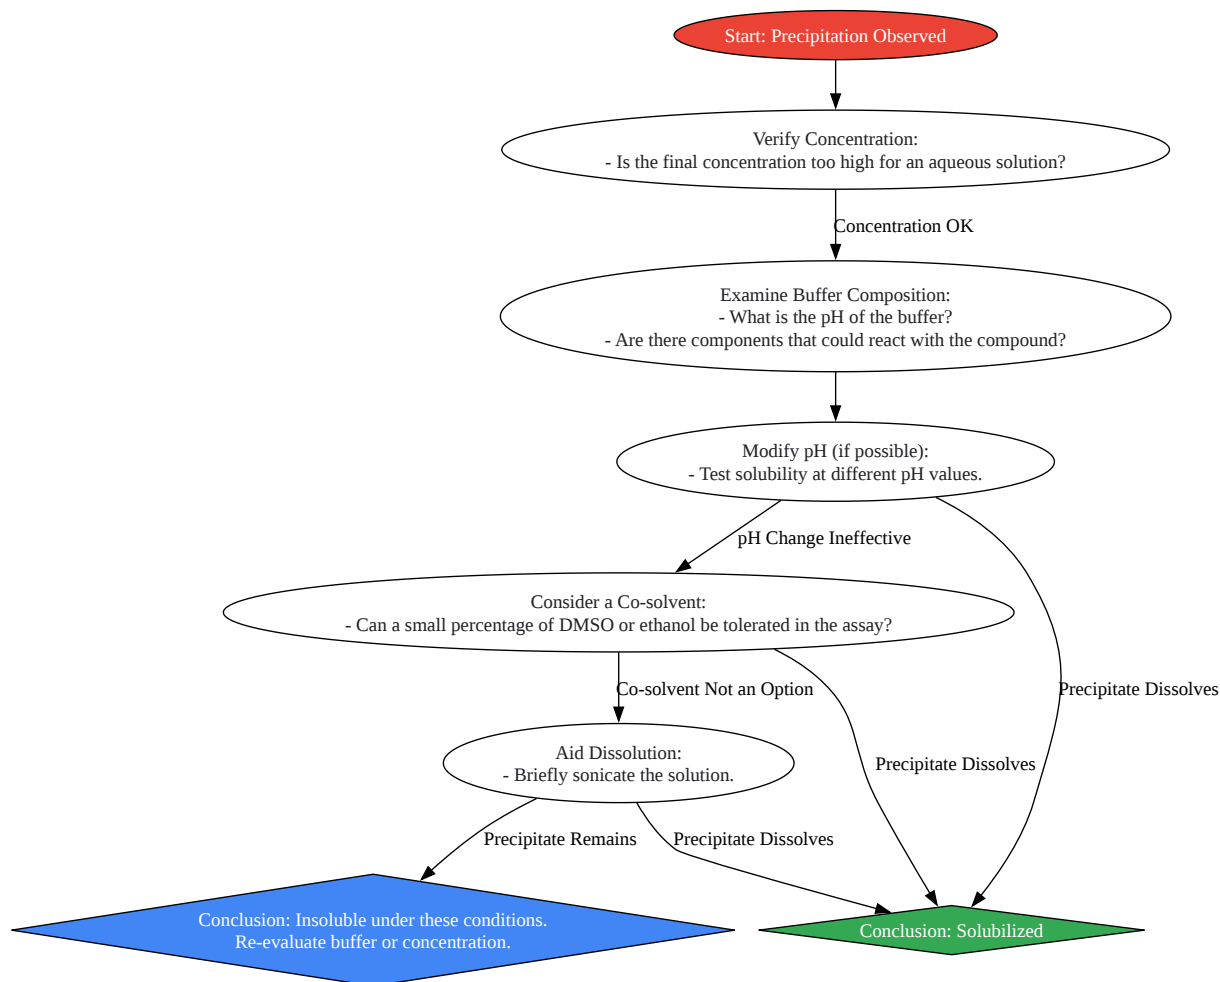 Start: Precipitation Observed
Verify Concentration:
- Is the final concentration too high for an aqueous solution?
Concentration OK
Examine Buffer Composition:
- What is the pH of the buffer?
- Are there components that could react with the compound?
Modify pH (if possible):
- Test solubility at different pH values.
pH Change Ineffective
Consider a Co-solvent:
- Can a small percentage of DMSO or ethanol be tolerated in the assay?
Co-solvent Not an Option
Precipitate Dissolves
Aid Dissolution:
- Briefly sonicate the solution.
Precipitate Dissolves
Precipitate Remains
Precipitate Dissolves
Conclusion: Insoluble under these conditions.
Re-evaluate buffer or concentration.
Conclusion: Solubilized